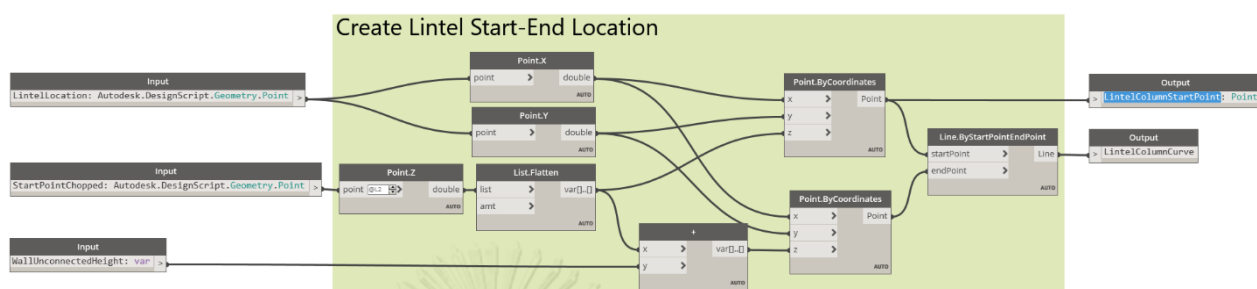 Create Lintel Start-End Location
Input
LintelLocation: Autodesk.DesignScript.Geometry.Point >
Point.X
point > double
AUTO
Point.Y
point > double
AUTO
Point.ByCoordinates
x > Point
y >
z >
AUTO
Output
> LintelColumnStartPoint: Point
Line.ByStartPointEndPoint
startPoint > Line
endPoint >
AUTO
Output
> LintelColumnCurve
Input
StartPointChopped: Autodesk.DesignScript.Geometry.Point >
Point.Z
point @L2 > double
AUTO
List.Flatten
list > var[]..[]
amt >
AUTO
Point.ByCoordinates
x > Point
y >
z >
AUTO
Input
WallUnconnectedHeight: var >
+
x > var[]..[]
y >
AUTO